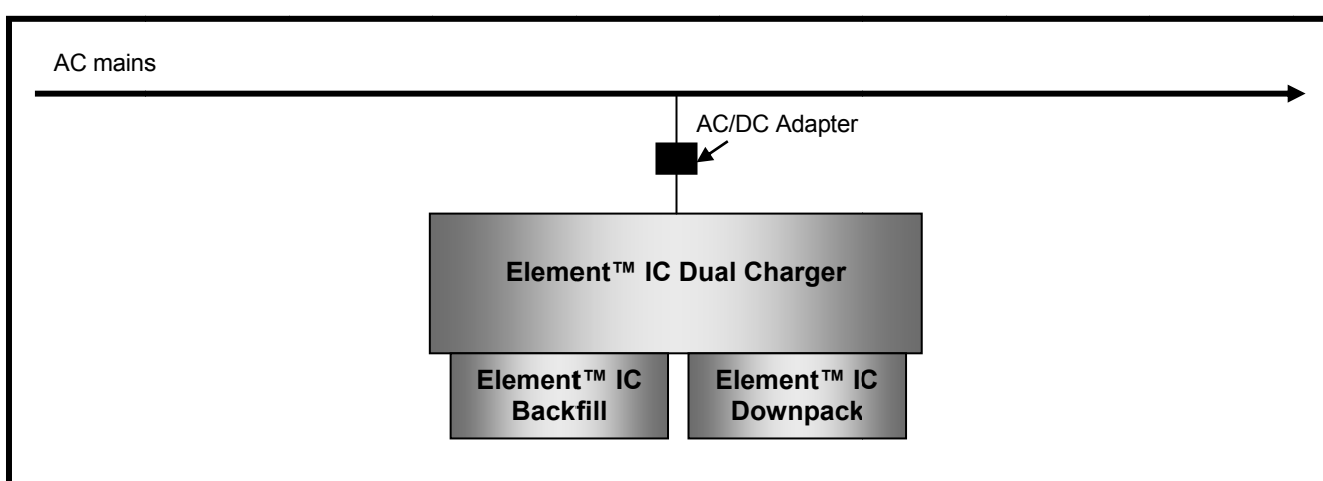 AC mains
AC/DC Adapter
Element™ IC Dual Charger
Element™ IC
Backfill
Element™ IC
Downpack